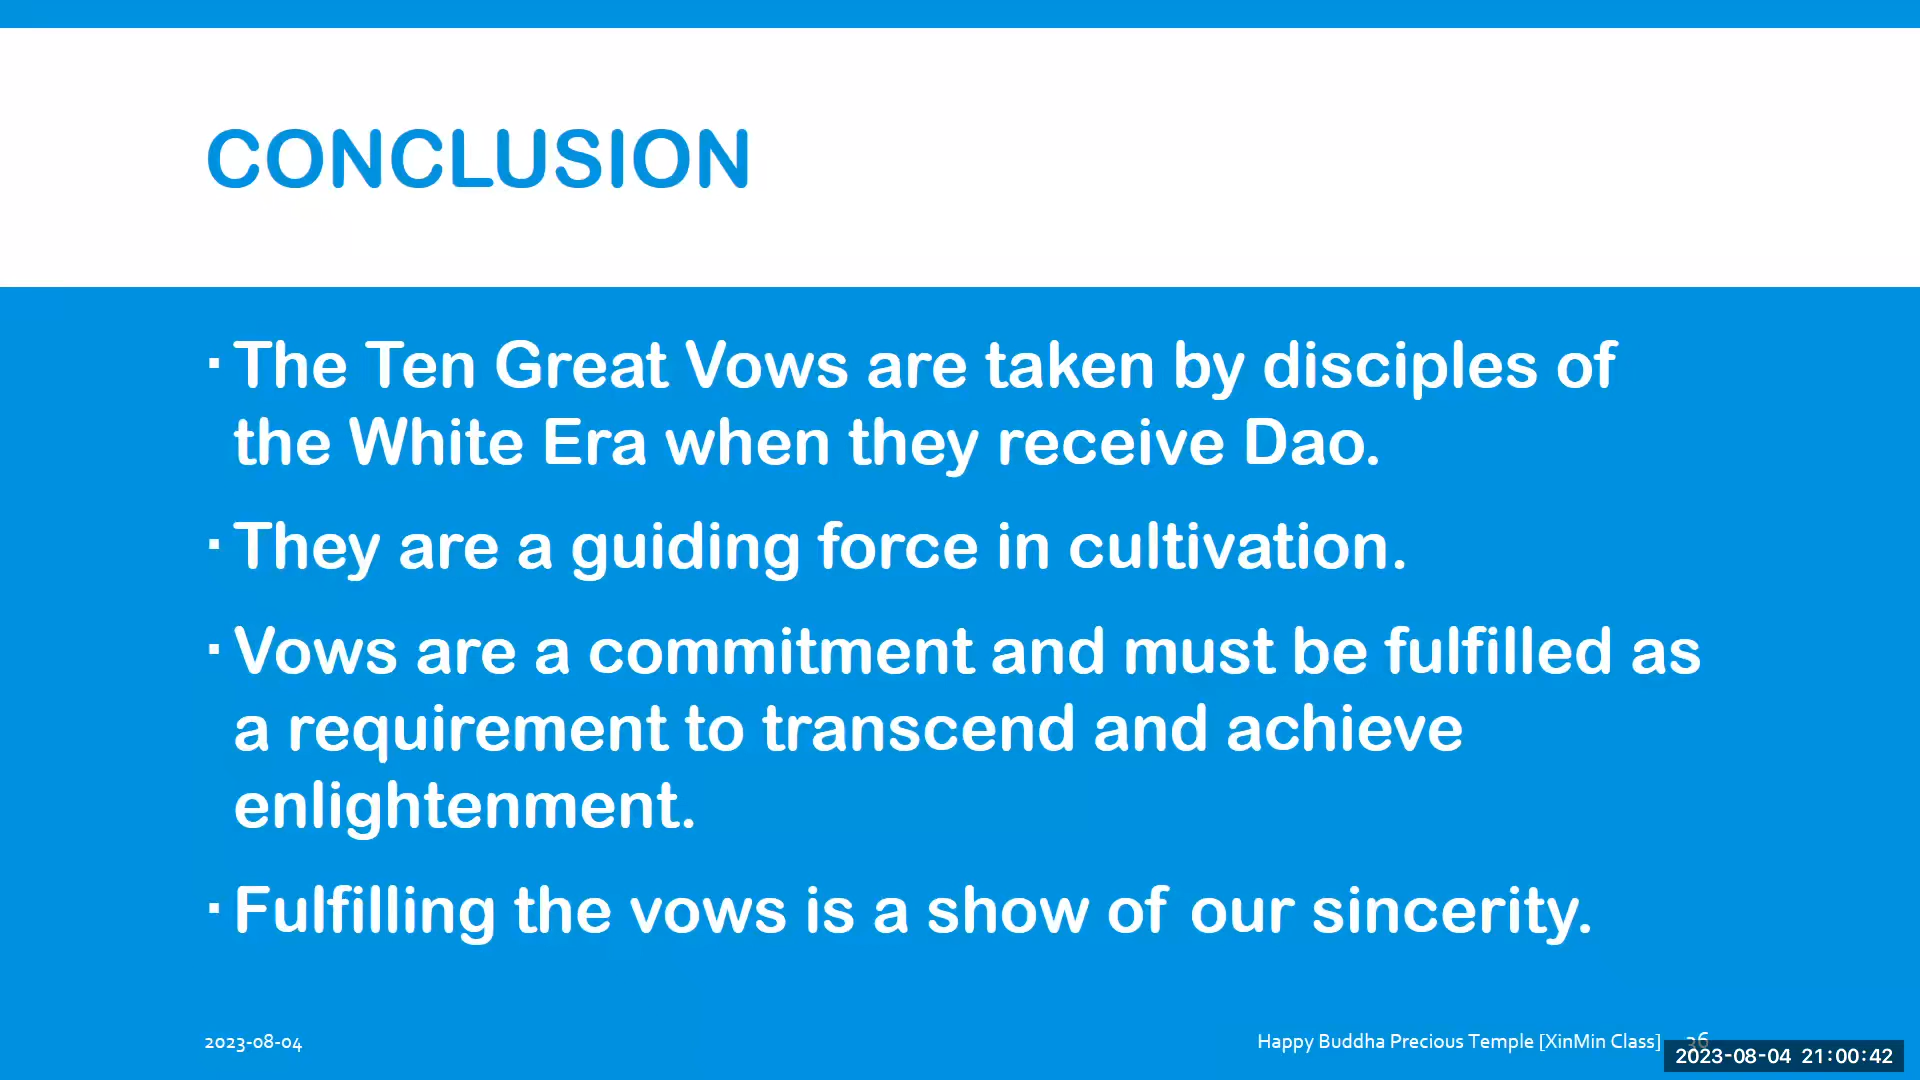 CONCLUSION
▪ The Ten Great Vows are taken by disciples of
the White Era when they receive Dao.
▪ They are a guiding force in cultivation.
▪ Vows are a commitment and must be fulfilled as
a requirement to transcend and achieve
enlightenment.
▪ Fulfilling the vows is a show of our sincerity.
2023-08-04
Happy Buddha Precious Temple [XinMin Class]
36
2023-08-04 21:00:42